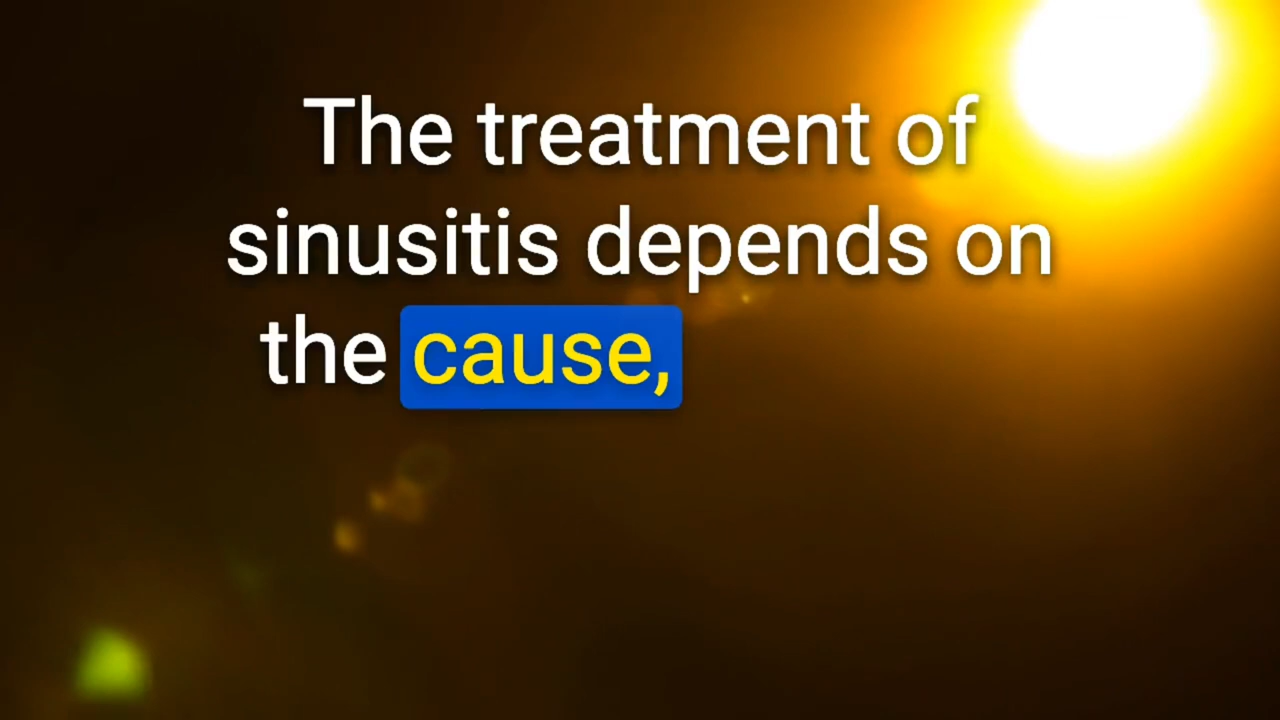 The treatment of
sinusitis depends on
the cause,